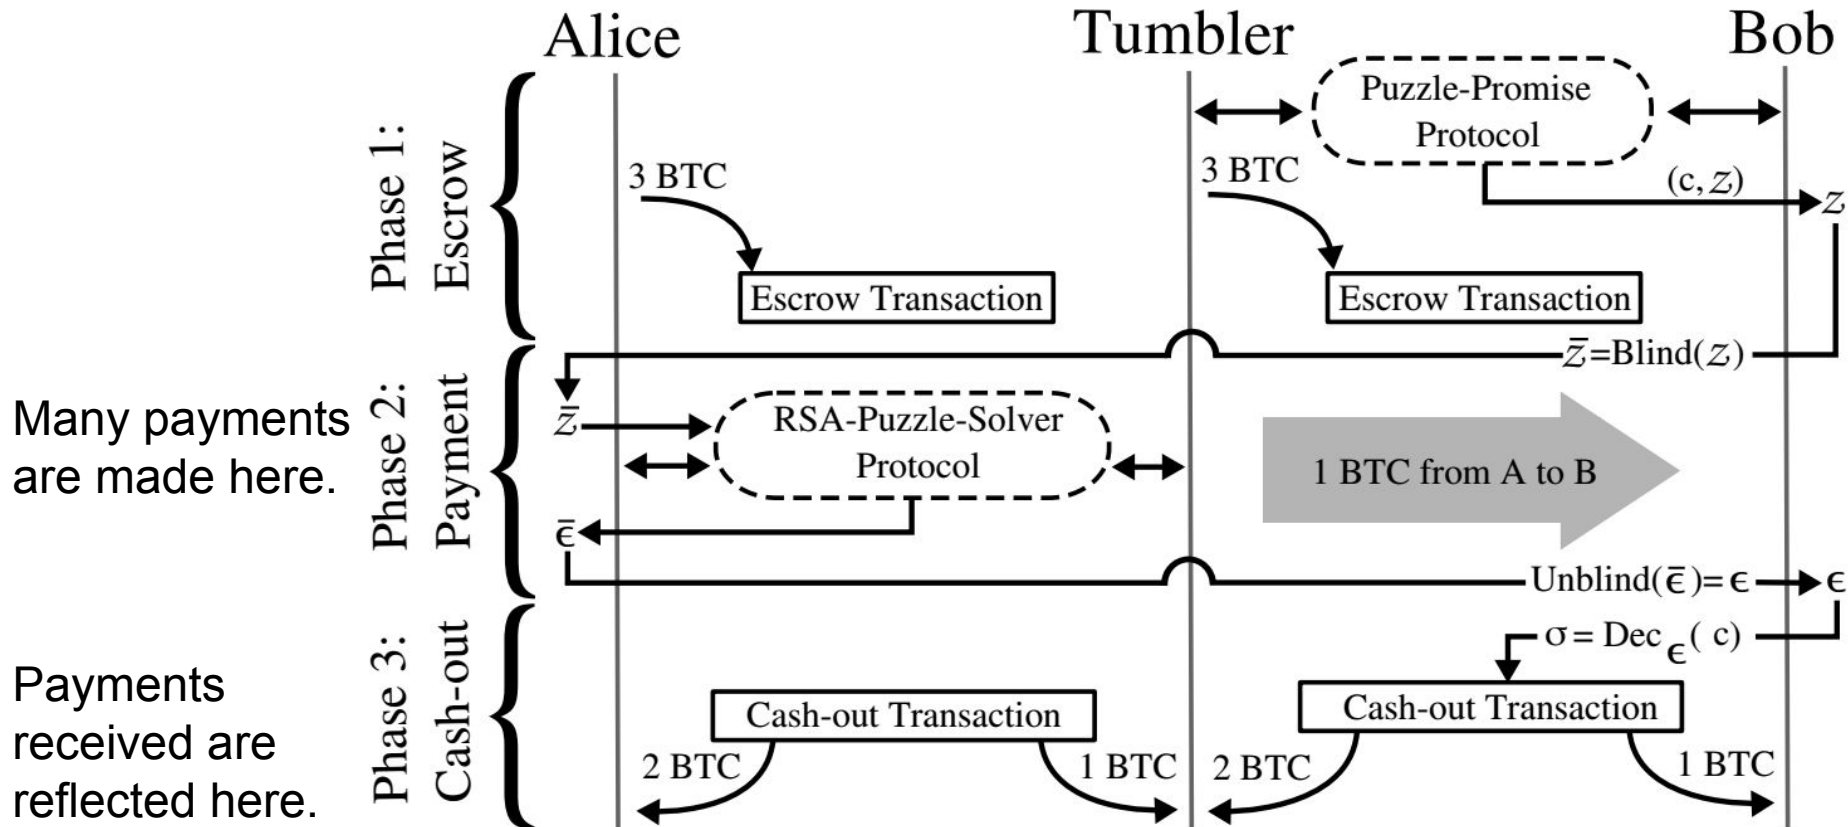 Alice
Tumbler
Bob
Phase 1:
Escrow
Puzzle-Promise
Protocol
3 BTC
3 BTC
(c, z)
z
Escrow Transaction
Escrow Transaction
Many payments
are made here.
Phase 2:
Payment
z̄=Blind(z)
z̄
RSA-Puzzle-Solver
Protocol
1 BTC from A to B
ϵ̄
Unblind(ϵ̄)= ϵ
ϵ
Payments
received are
reflected here.
Phase 3:
Cash-out
σ = Dec_ϵ( c)
Cash-out Transaction
Cash-out Transaction
2 BTC
1 BTC
2 BTC
1 BTC